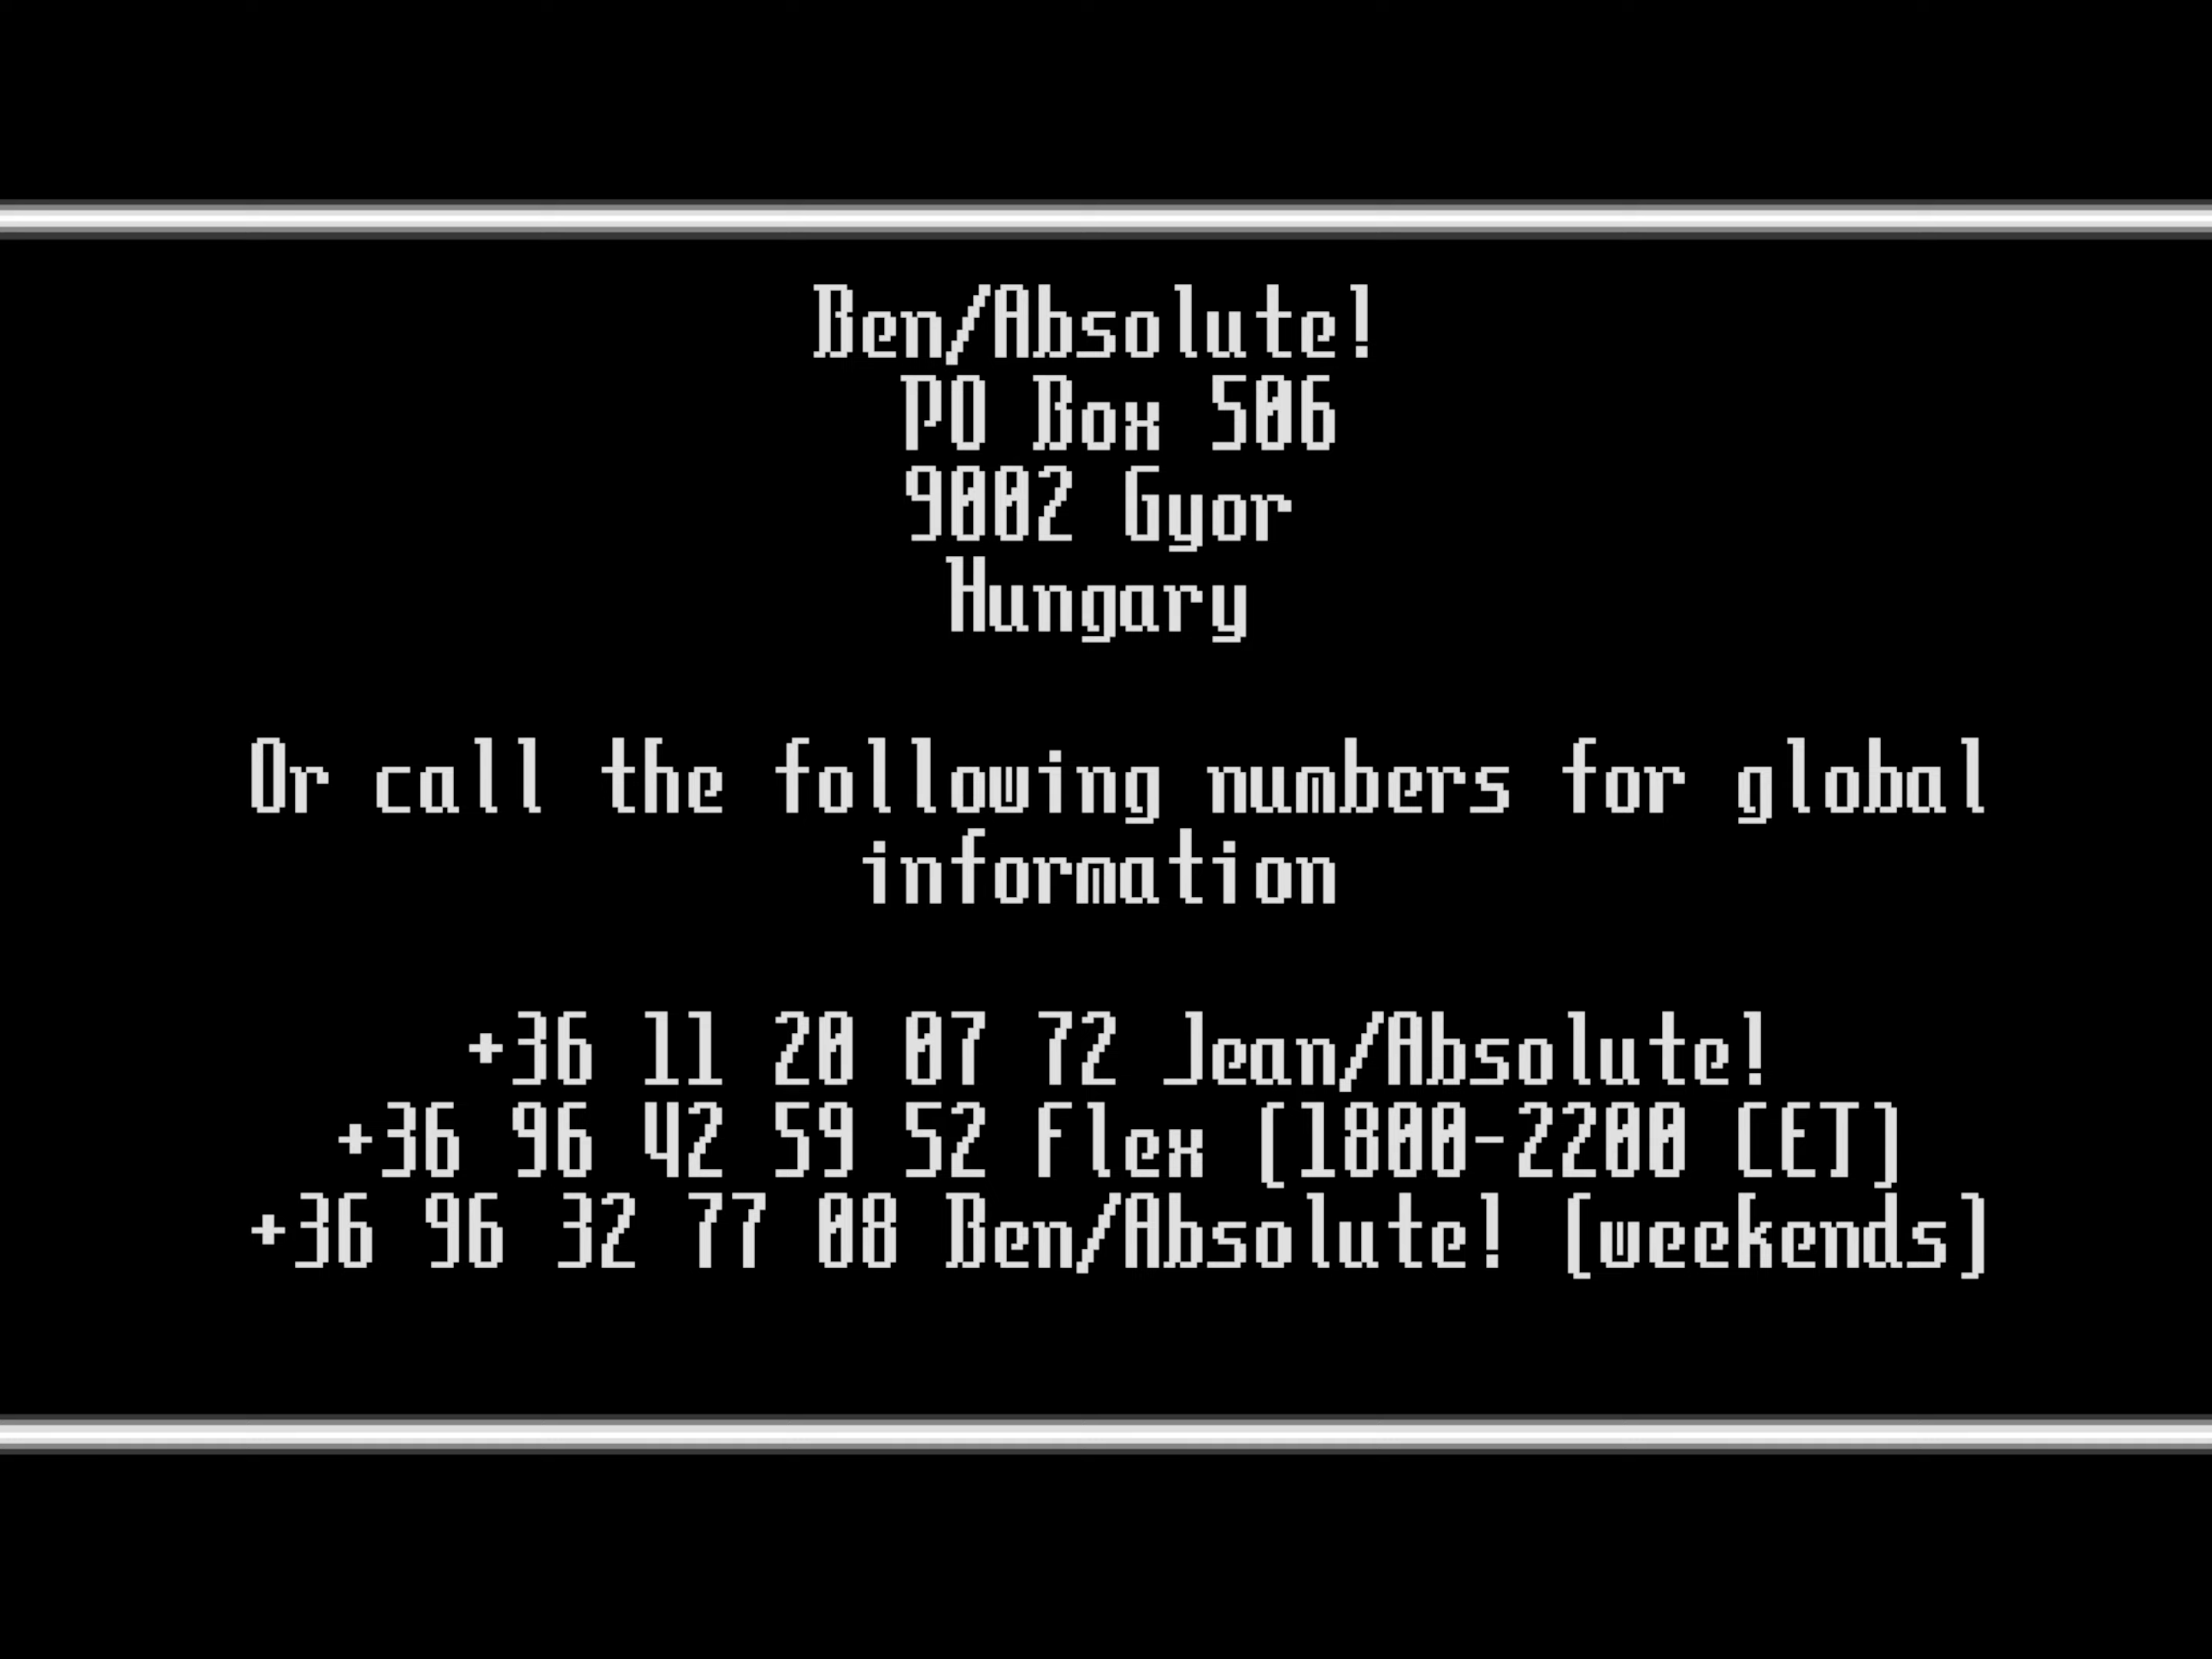 Ben/Absolute!
PO Box 506
9002 Gyor
Hungary
Or call the following numbers for global
information
+36 11 20 07 72 Jean/Absolute!
+36 96 42 59 52 Flex (1800-2200 CET)
+36 96 32 77 08 Ben/Absolute! (weekends)